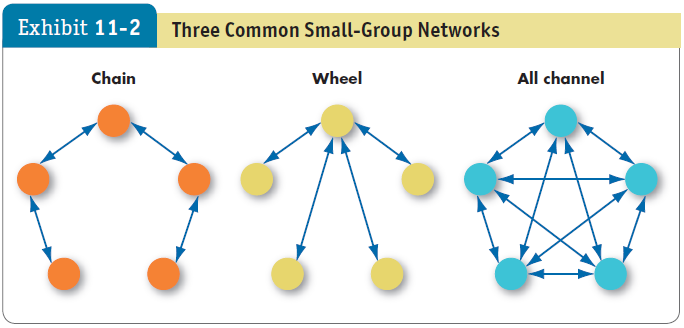 Exhibit 11-2
Three Common Small-Group Networks
Chain
Wheel
All channel